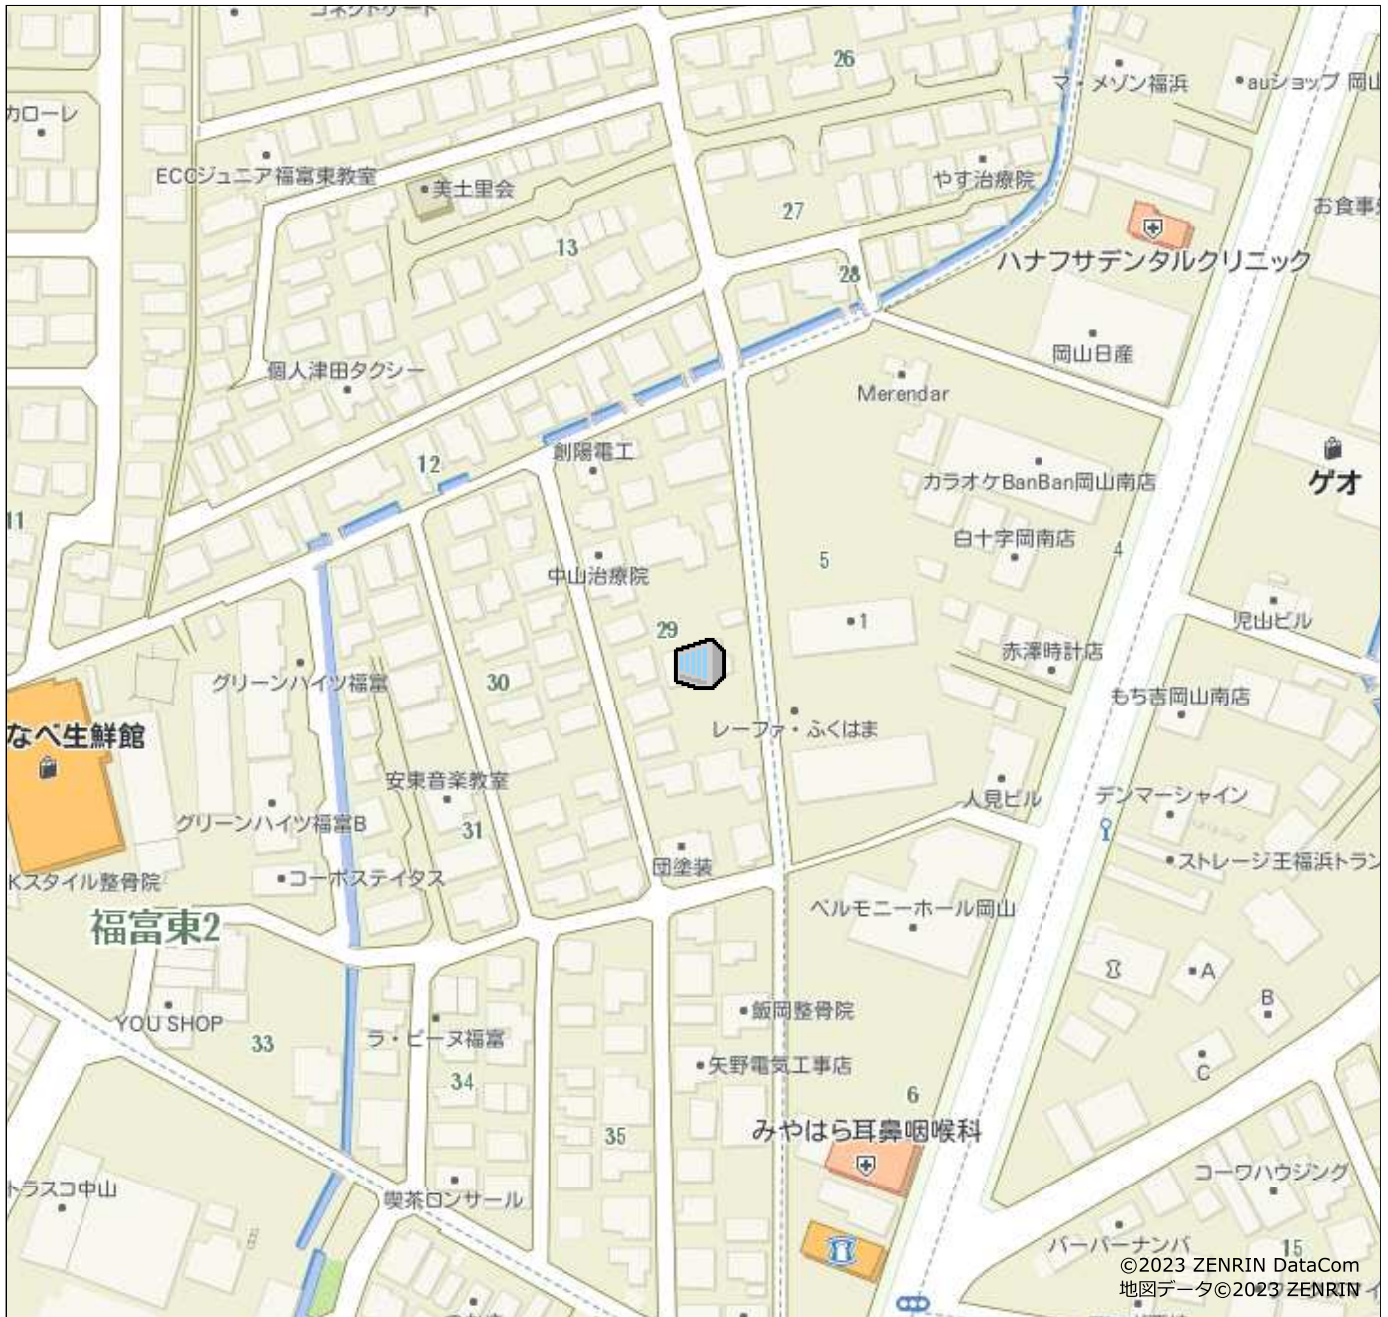 コネクトゲート
26
マ・メゾン福浜
auショップ 岡山
カローレ
ECCジュニア福富東教室
美土里会
やす治療院
27
お食事処
13
ハナフサデンタルクリニック
28
岡山日産
個人津田タクシー
Merendar
創陽電工
12
カラオケBanBan岡山南店
ゲオ
11
白十字岡南店
4
5
中山治療院
29
1
児山ビル
赤澤時計店
グリーンハイツ福富
30
もち吉岡山南店
レーファ・ふくはま
なべ生鮮館
安東音楽教室
人見ビル
デンマーシャイン
グリーンハイツ福富B
31
団塗装
ストレージ王福浜トラン
Kスタイル整骨院
コーポステイタス
ベルモニーホール岡山
福富東2
A
B
飯岡整骨院
YOU SHOP
33
ラ・ピーヌ福富
矢野電気工事店
C
34
6
35
みやはら耳鼻咽喉科
トラスコ中山
喫茶ロンサール
コーワハウジング
バーバーナンバ
15
©2023 ZENRIN DataCom
地図データ©2023 ZENRIN